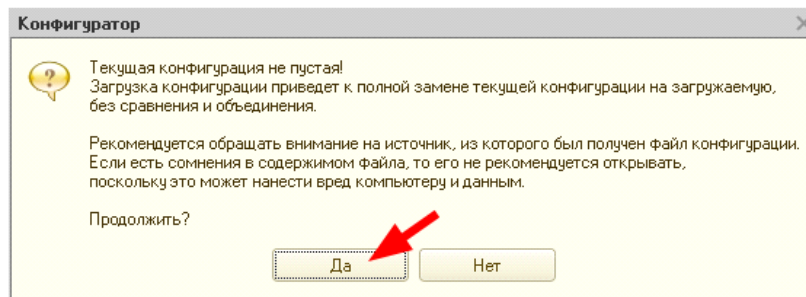 Конфигуратор
Текущая конфигурация не пустая!
Загрузка конфигурации приведет к полной замене текущей конфигурации на загружаемую,
без сравнения и объединения.
Рекомендуется обращать внимание на источник, из которого был получен файл конфигурации.
Если есть сомнения в содержимом файла, то его не рекомендуется открывать,
поскольку это может нанести вред компьютеру и данным.
Продолжить?
Да
Нет